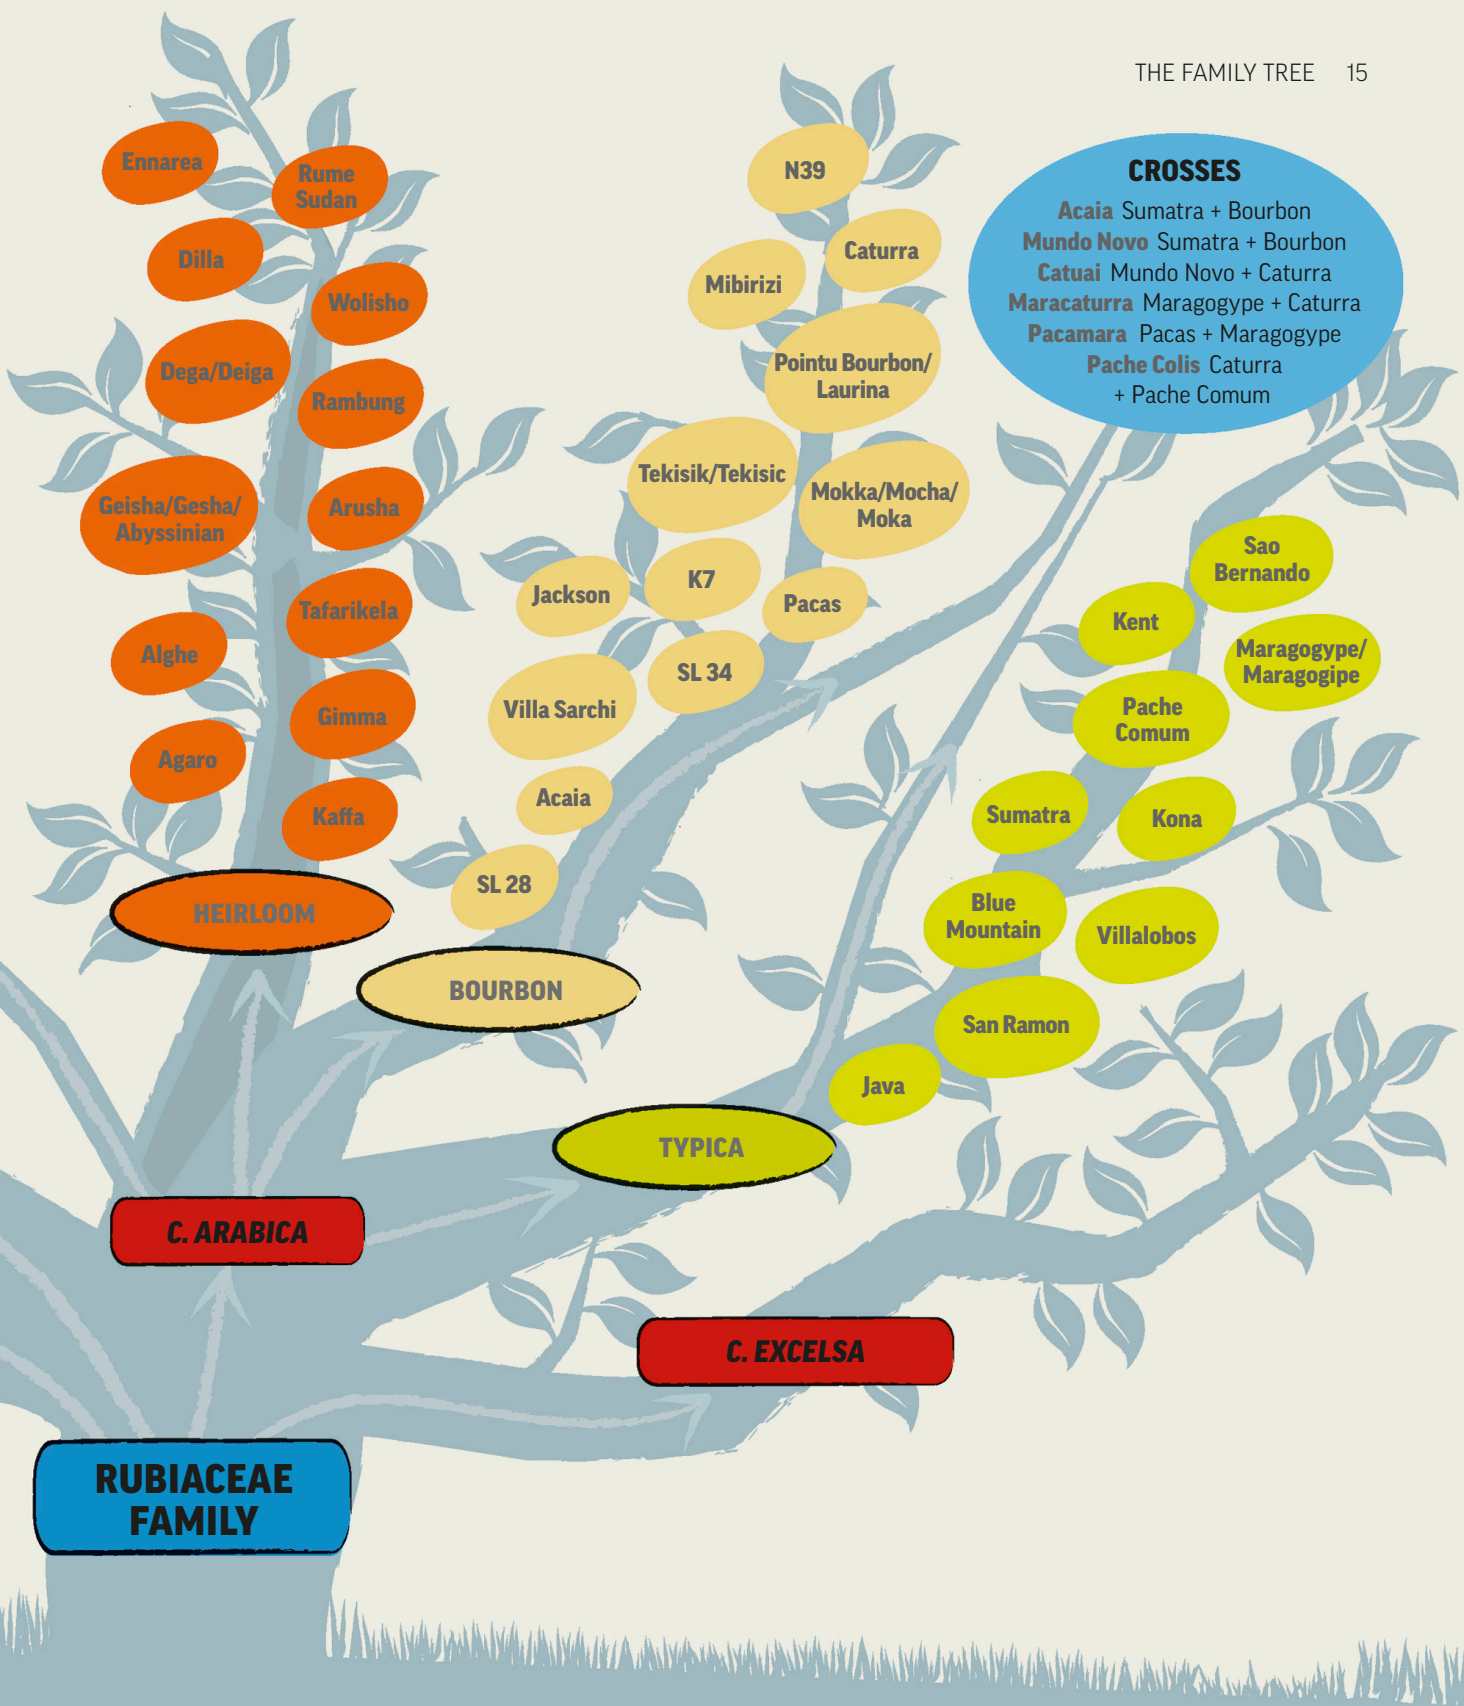 THE FAMILY TREE 15
CROSSES
Acaia Sumatra + Bourbon
Mundo Novo Sumatra + Bourbon
Catuai Mundo Novo + Caturra
Maracaturra Maragogype + Caturra
Pacamara Pacas + Maragogype
Pache Colis Caturra
+ Pache Comum
Ennarea
Rume
Sudan
Dilla
Wolisho
Dega/Deiga
Rambung
Geisha/Gesha/
Abyssinian
Arusha
Tafarikela
Alghe
Gimma
Agaro
Kaffa
HEIRLOOM
N39
Caturra
Mibirizi
Pointu Bourbon/
Laurina
Tekisik/Tekisic
Mokka/Mocha/
Moka
Jackson
K7
Pacas
SL 34
Villa Sarchi
Acaia
SL 28
BOURBON
Sao
Bernando
Kent
Maragogype/
Maragogipe
Pache
Comum
Sumatra
Kona
Blue
Mountain
Villalobos
San Ramon
Java
TYPICA
C. ARABICA
C. EXCELSA
RUBIACEAE
FAMILY